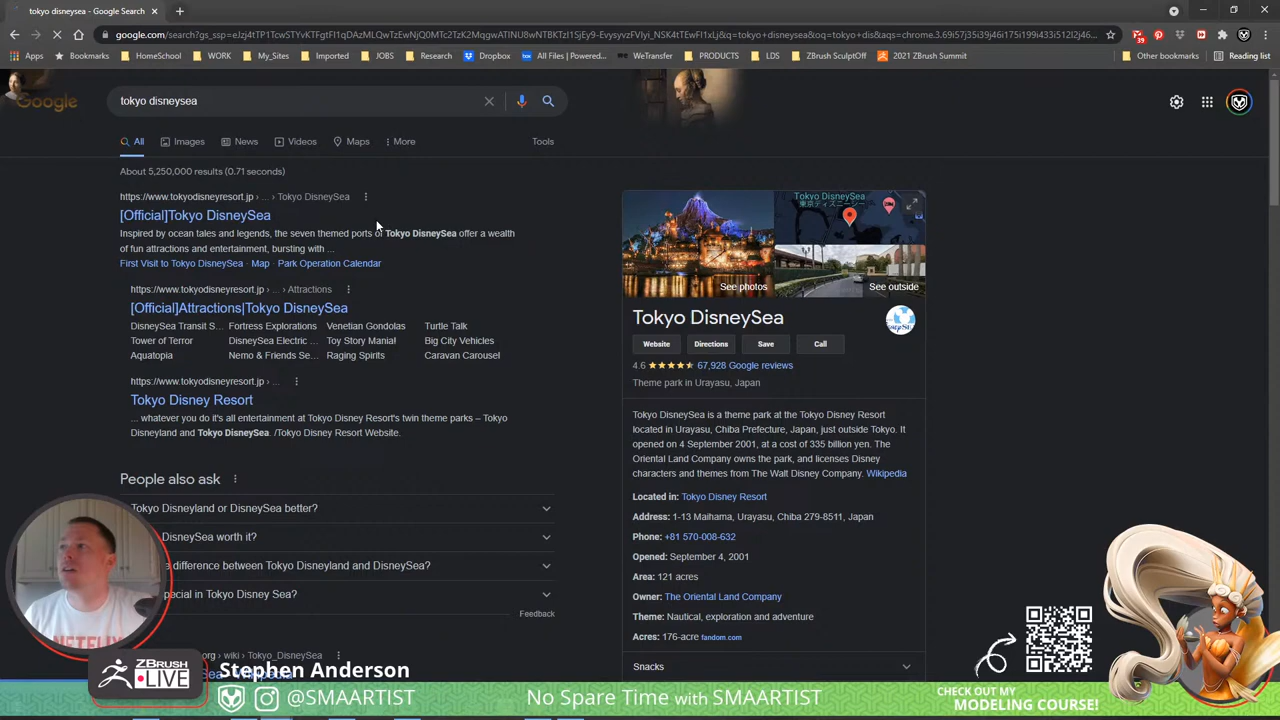 tokyo disneysea - Google Search
google.com/search?gs_ssp=
Apps Bookmarks HomeSchool WORK My_Sites Imported JOBS Research Dropbox All Files | Powered... WeTransfer PRODUCTS LDS ZBrush SculptOff 2021 ZBrush Summit Other bookmarks Reading list
Google
tokyo disneysea
All Images News Videos Maps More Tools
About 5,250,000 results (0.71 seconds)
https://www.tokyodisneyresort.jp › ... › Tokyo DisneySea
[Official]Tokyo DisneySea
Inspired by ocean tales and legends, the seven themed ports of Tokyo DisneySea offer a wealth
of fun attractions and entertainment, bursting with ...
First Visit to Tokyo DisneySea · Map · Park Operation Calendar
https://www.tokyodisneyresort.jp › ... › Attractions
[Official]Attractions|Tokyo DisneySea
DisneySea Transit S... Fortress Explorations Venetian Gondolas Turtle Talk
Tower of Terror DisneySea Electric ... Toy Story Mania! Big City Vehicles
Aquatopia Nemo & Friends Se... Raging Spirits Caravan Carousel
https://www.tokyodisneyresort.jp › ...
Tokyo Disney Resort
... whatever you do it's all entertainment at Tokyo Disney Resort's twin theme parks – Tokyo
Disneyland and Tokyo DisneySea. /Tokyo Disney Resort Website.
People also ask
Tokyo Disneyland or DisneySea better?
DisneySea worth it?
difference between Tokyo Disneyland and DisneySea?
special in Tokyo Disney Sea?
Feedback
.org › wiki › Tokyo_DisneySea
Tokyo DisneySea
東京ディズニーシー
See photos
See outside
Tokyo DisneySea
Website Directions Save Call
4.6 67,928 Google reviews
Theme park in Urayasu, Japan
Tokyo DisneySea is a theme park at the Tokyo Disney Resort
located in Urayasu, Chiba Prefecture, Japan, just outside Tokyo. It
opened on 4 September 2001, at a cost of 335 billion yen. The
Oriental Land Company owns the park, and licenses Disney
characters and themes from The Walt Disney Company. Wikipedia
Located in: Tokyo Disney Resort
Address: 1-13 Maihama, Urayasu, Chiba 279-8511, Japan
Phone: +81 570-008-632
Opened: September 4, 2001
Area: 121 acres
Owner: The Oriental Land Company
Theme: Nautical, exploration and adventure
Acres: 176-acre fandom.com
Snacks
NETFLIX
ZBRUSH
LIVE
Stephen Anderson
@SMAARTIST
No Spare Time with SMAARTIST
CHECK OUT MY
MODELING COURSE!